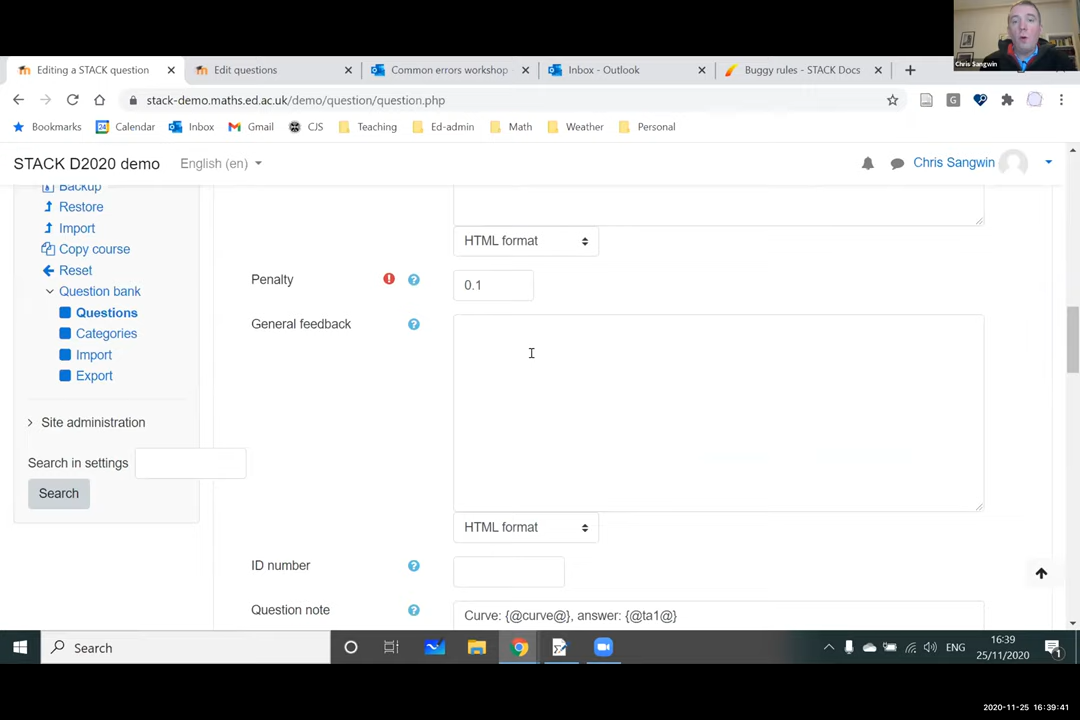 Chris Sangwin
Editing a STACK question
Edit questions
Common errors workshop
Inbox - Outlook
Buggy rules - STACK Docs
stack-demo.maths.ed.ac.uk/demo/question/question.php
Bookmarks
Calendar
Inbox
Gmail
CJS
Teaching
Ed-admin
Math
Weather
Personal
STACK D2020 demo
English (en)
Chris Sangwin
Backup
Restore
Import
Copy course
Reset
Question bank
Questions
Categories
Import
Export
Site administration
Search in settings
Search
HTML format
Penalty
0.1
General feedback
HTML format
ID number
Question note
Curve: {@curve@}, answer: {@ta1@}
Search
ENG
16:39
25/11/2020
1
2020-11-25 16:39:41